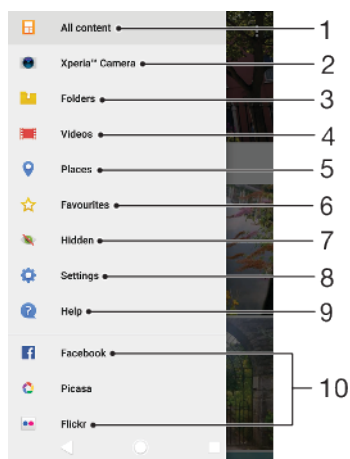 All content 1
Xperia™ Camera 2
Folders 3
Videos 4
Places 5
Favourites 6
Hidden 7
Settings 8
Help 9
Facebook
Picasa 10
Flickr